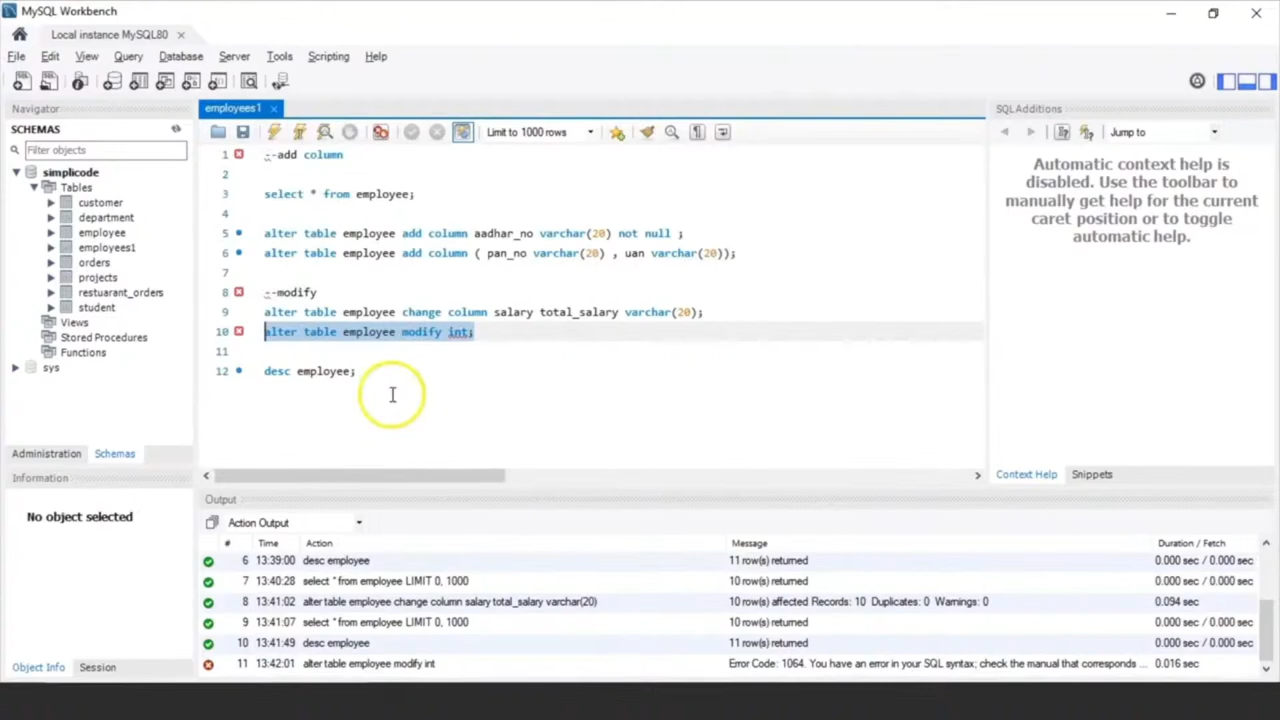 MySQL Workbench
Local instance MySQL80
File Edit View Query Database Server Tools Scripting Help
Navigator
SCHEMAS
Filter objects
simplicode
Tables
customer
department
employee
employees1
orders
projects
restuarant_orders
student
Views
Stored Procedures
Functions
sys
Administration Schemas
Information
No object selected
Object Info Session
employees1
Limit to 1000 rows
1 --add column
2
3 select * from employee;
4
5 alter table employee add column aadhar_no varchar(20) not null ;
6 alter table employee add column ( pan_no varchar(20) , uan varchar(20));
7
8 --modify
9 alter table employee change column salary total_salary varchar(20);
10 alter table employee modify int;
11
12 desc employee;
SQLAdditions
Jump to
Automatic context help is
disabled. Use the toolbar to
manually get help for the current
caret position or to toggle
automatic help.
Context Help Snippets
Output
Action Output
# Time Action Message Duration / Fetch
6 13:39:00 desc employee 11 row(s) returned 0.000 sec / 0.000 sec
7 13:40:28 select * from employee LIMIT 0, 1000 10 row(s) returned 0.000 sec / 0.000 sec
8 13:41:02 alter table employee change column salary total_salary varchar(20) 10 row(s) affected Records: 10 Duplicates: 0 Warnings: 0 0.094 sec
9 13:41:07 select * from employee LIMIT 0, 1000 10 row(s) returned 0.000 sec / 0.000 sec
10 13:41:49 desc employee 11 row(s) returned 0.000 sec / 0.000 sec
11 13:42:01 alter table employee modify int Error Code: 1064. You have an error in your SQL syntax; check the manual that corresponds ... 0.016 sec